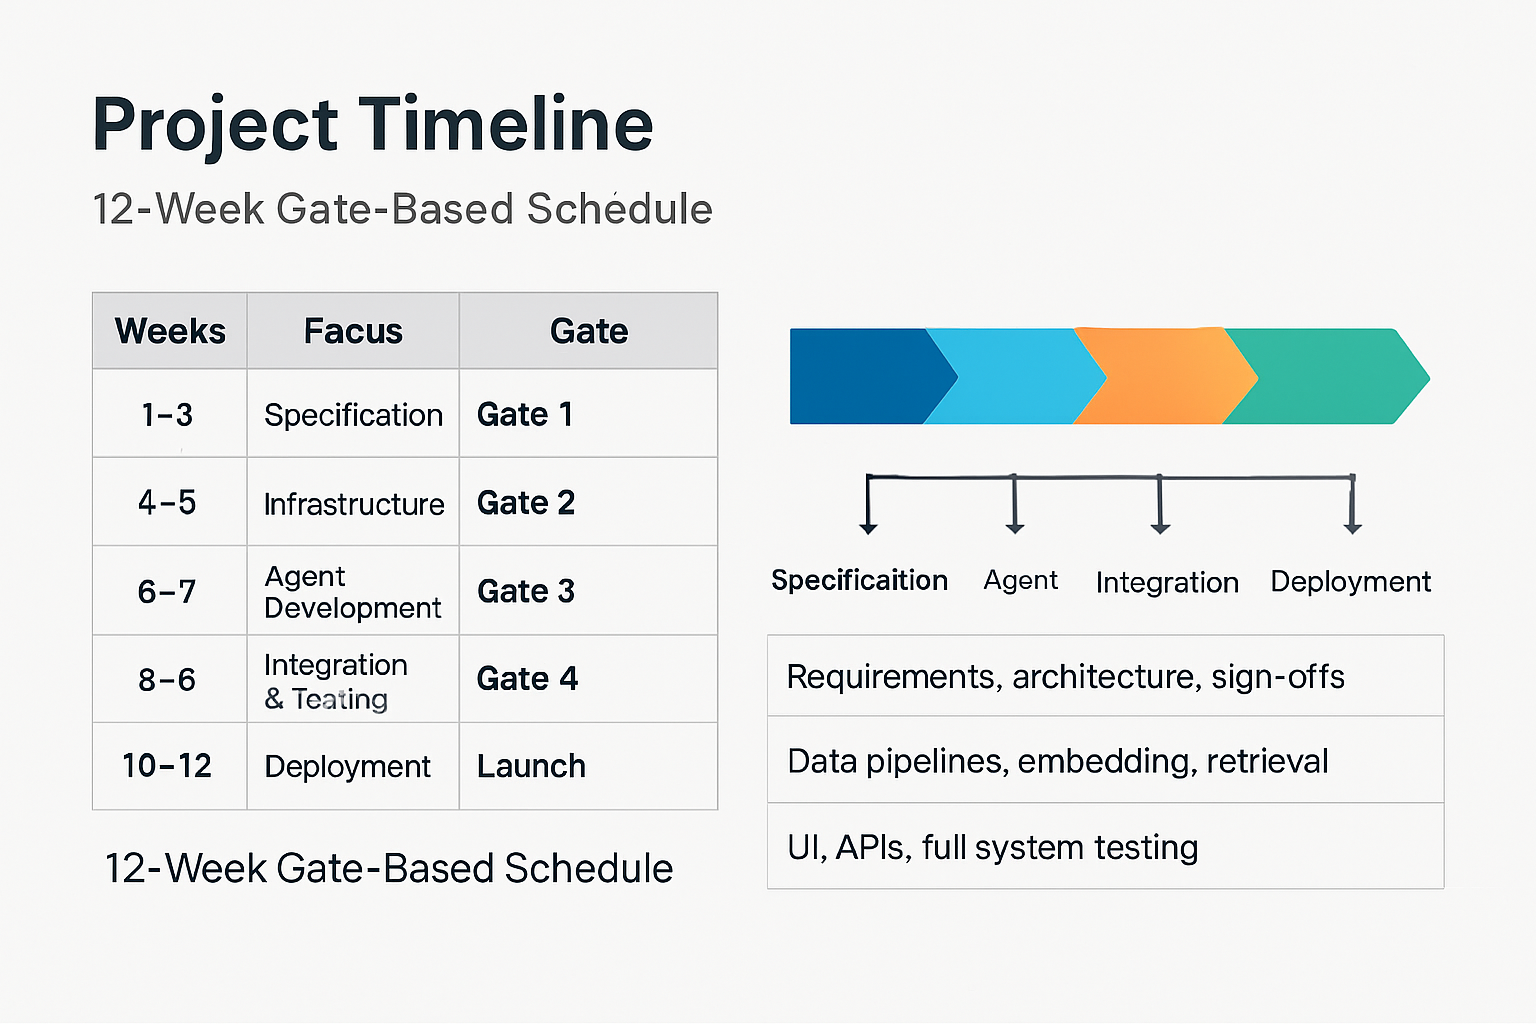 Project Timeline
12-Week Gate-Based Schedule
Weeks Facus Gate
1–3 Specification Gate 1
4–5 Infrastructure Gate 2
6–7 Agent Development Gate 3
8–6 Integration & Teating Gate 4
10–12 Deployment Launch
12-Week Gate-Based Schedule
Specificaition Agent Integration Deployment
Requirements, architecture, sign-offs
Data pipelines, embedding, retrieval
UI, APIs, full system testing